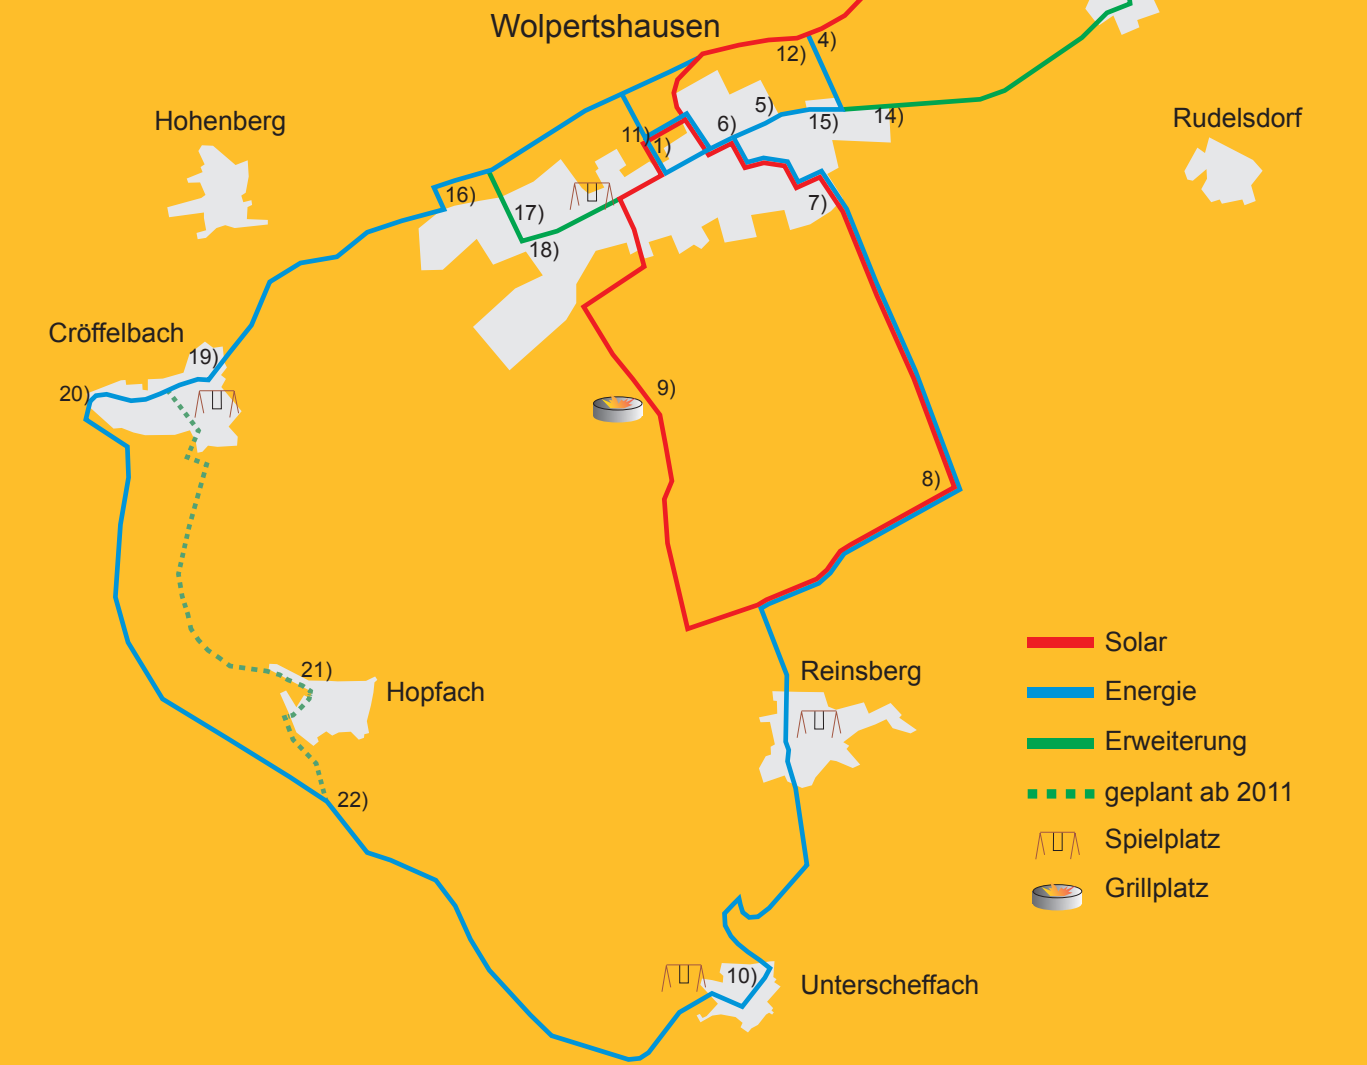 Wolpertshausen
4)
12)
5)
14)
15)
6)
11)
1)
Hohenberg
Rudelsdorf
16)
17)
7)
18)
Cröffelbach
19)
20)
9)
8)
Solar
21)
Reinsberg
Hopfach
Energie
Erweiterung
22)
geplant ab 2011
Spielplatz
Grillplatz
10)
Unterscheffach